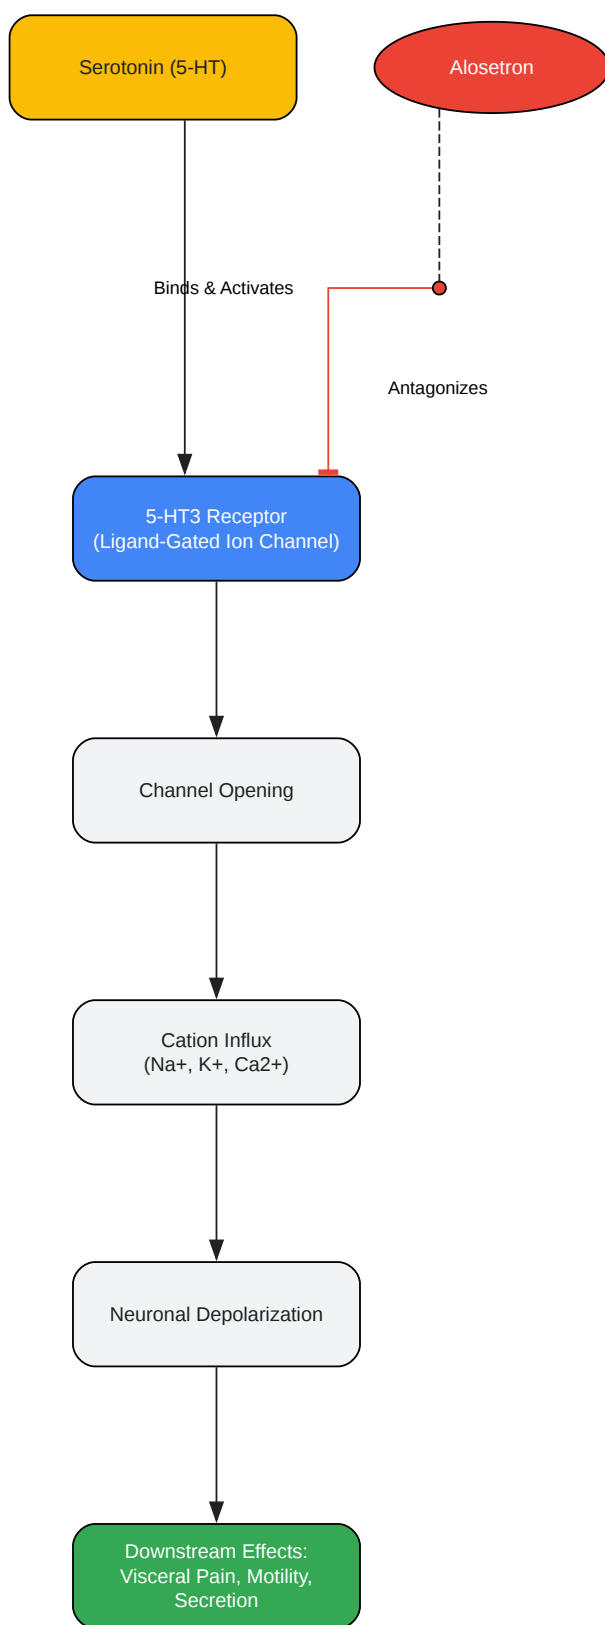 Serotonin (5-HT)
Alosetron
Binds & Activates
Antagonizes
5-HT3 Receptor
(Ligand-Gated Ion Channel)
Channel Opening
Cation Influx
(Na+, K+, Ca2+)
Neuronal Depolarization
Downstream Effects:
Visceral Pain, Motility,
Secretion